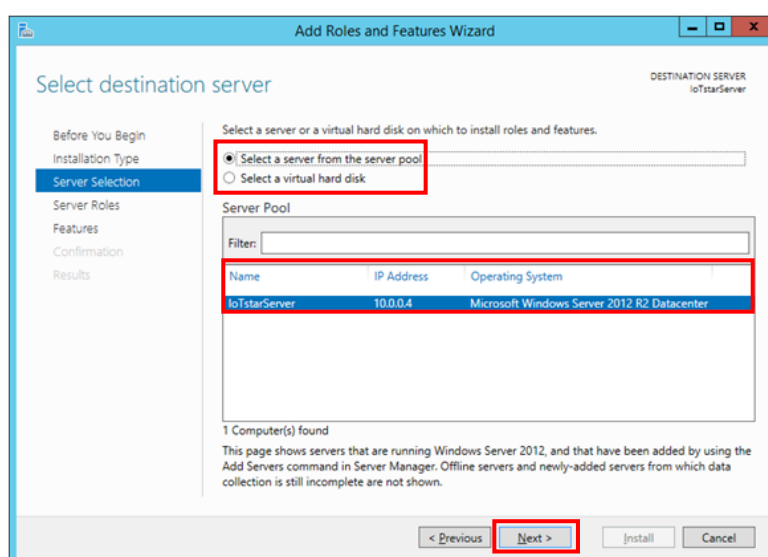 Add Roles and Features Wizard
Select destination server
DESTINATION SERVER
IoTstarServer
Before You Begin
Installation Type
Server Selection
Server Roles
Features
Confirmation
Results
Select a server or a virtual hard disk on which to install roles and features.
Select a server from the server pool
Select a virtual hard disk
Server Pool
Filter:
Name IP Address Operating System
IoTstarServer 10.0.0.4 Microsoft Windows Server 2012 R2 Datacenter
1 Computer(s) found
This page shows servers that are running Windows Server 2012, and that have been added by using the
Add Servers command in Server Manager. Offline servers and newly-added servers from which data
collection is still incomplete are not shown.
< Previous Next > Install Cancel